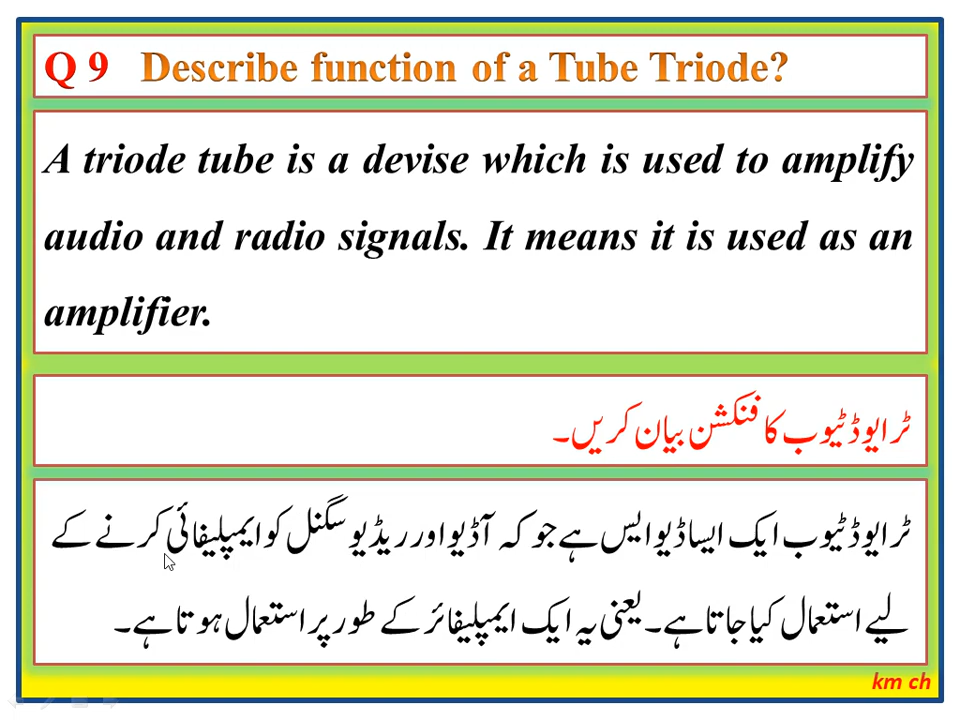 Q 9 Describe function of a Tube Triode?
A triode tube is a devise which is used to amplify
audio and radio signals. It means it is used as an
amplifier.
ٹرایوڈ ٹیوب کا فنکشن بیان کریں۔
ٹرایوڈ ٹیوب ایک ایسا ڈیوایس ہے جو کہ آڈیو اور ریڈیو سگنل کو ایمپلیفائی کرنے کے
لیے استعمال کیا جاتا ہے۔ یعنی یہ ایک ایمپلیفائر کے طور پر استعمال ہوتا ہے۔
km ch